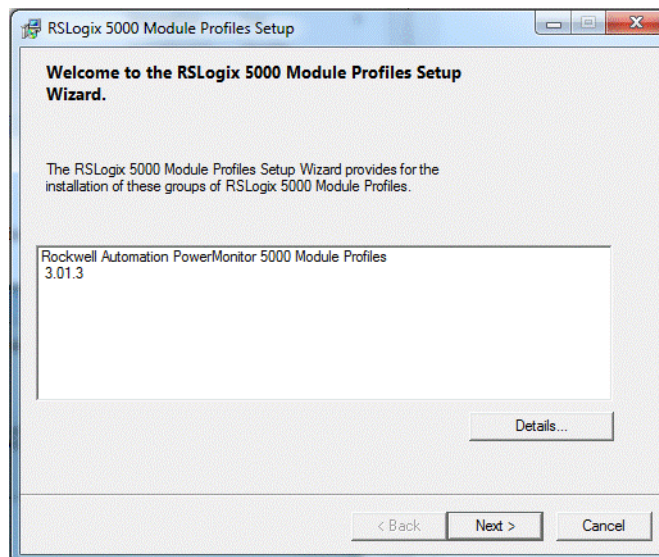 RSLogix 5000 Module Profiles Setup
Welcome to the RSLogix 5000 Module Profiles Setup
Wizard.
The RSLogix 5000 Module Profiles Setup Wizard provides for the
installation of these groups of RSLogix 5000 Module Profiles.
Rockwell Automation PowerMonitor 5000 Module Profiles
3.01.3
Details...
< Back
Next >
Cancel